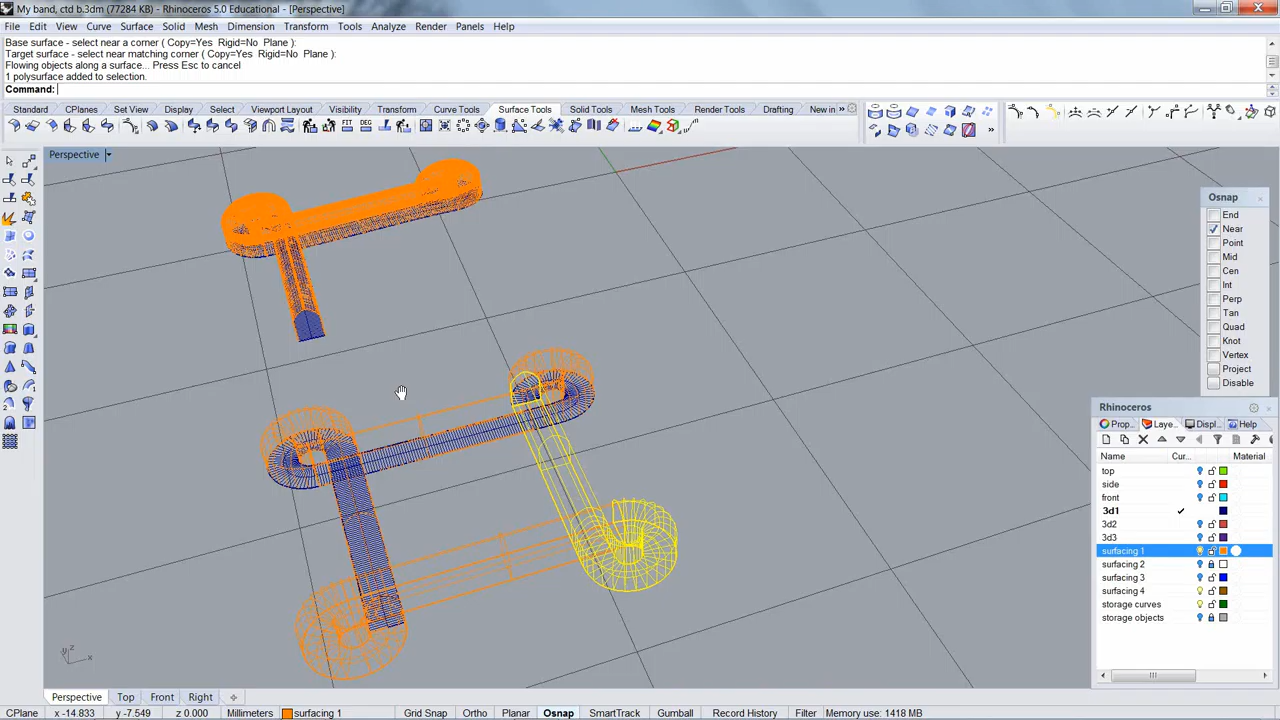 My band, ctd b.3dm (77284 KB) - Rhinoceros 5.0 Educational - [Perspective]
File Edit View Curve Surface Solid Mesh Dimension Transform Tools Analyze Render Panels Help
Base surface - select near a corner ( Copy=Yes Rigid=No Plane ):
Target surface - select near matching corner ( Copy=Yes Rigid=No Plane ):
Flowing objects along a surface... Press Esc to cancel
1 polysurface added to selection.
Command:
Standard CPlanes Set View Display Select Viewport Layout Visibility Transform Curve Tools Surface Tools Solid Tools Mesh Tools Render Tools Drafting New in »
FIT DEG
Perspective
Osnap
End
Near
Point
Mid
Cen
Int
Perp
Tan
Quad
Knot
Vertex
Project
Disable
Rhinoceros
Prop... Laye... Displ... Help
Name Cur... Material
top
side
front
3d1
3d2
3d3
surfacing 1
surfacing 2
surfacing 3
surfacing 4
storage curves
storage objects
y x
Perspective Top Front Right
CPlane x -14.833 y -7.549 z 0.000 Millimeters surfacing 1 Grid Snap Ortho Planar Osnap SmartTrack Gumball Record History Filter Memory use: 1418 MB